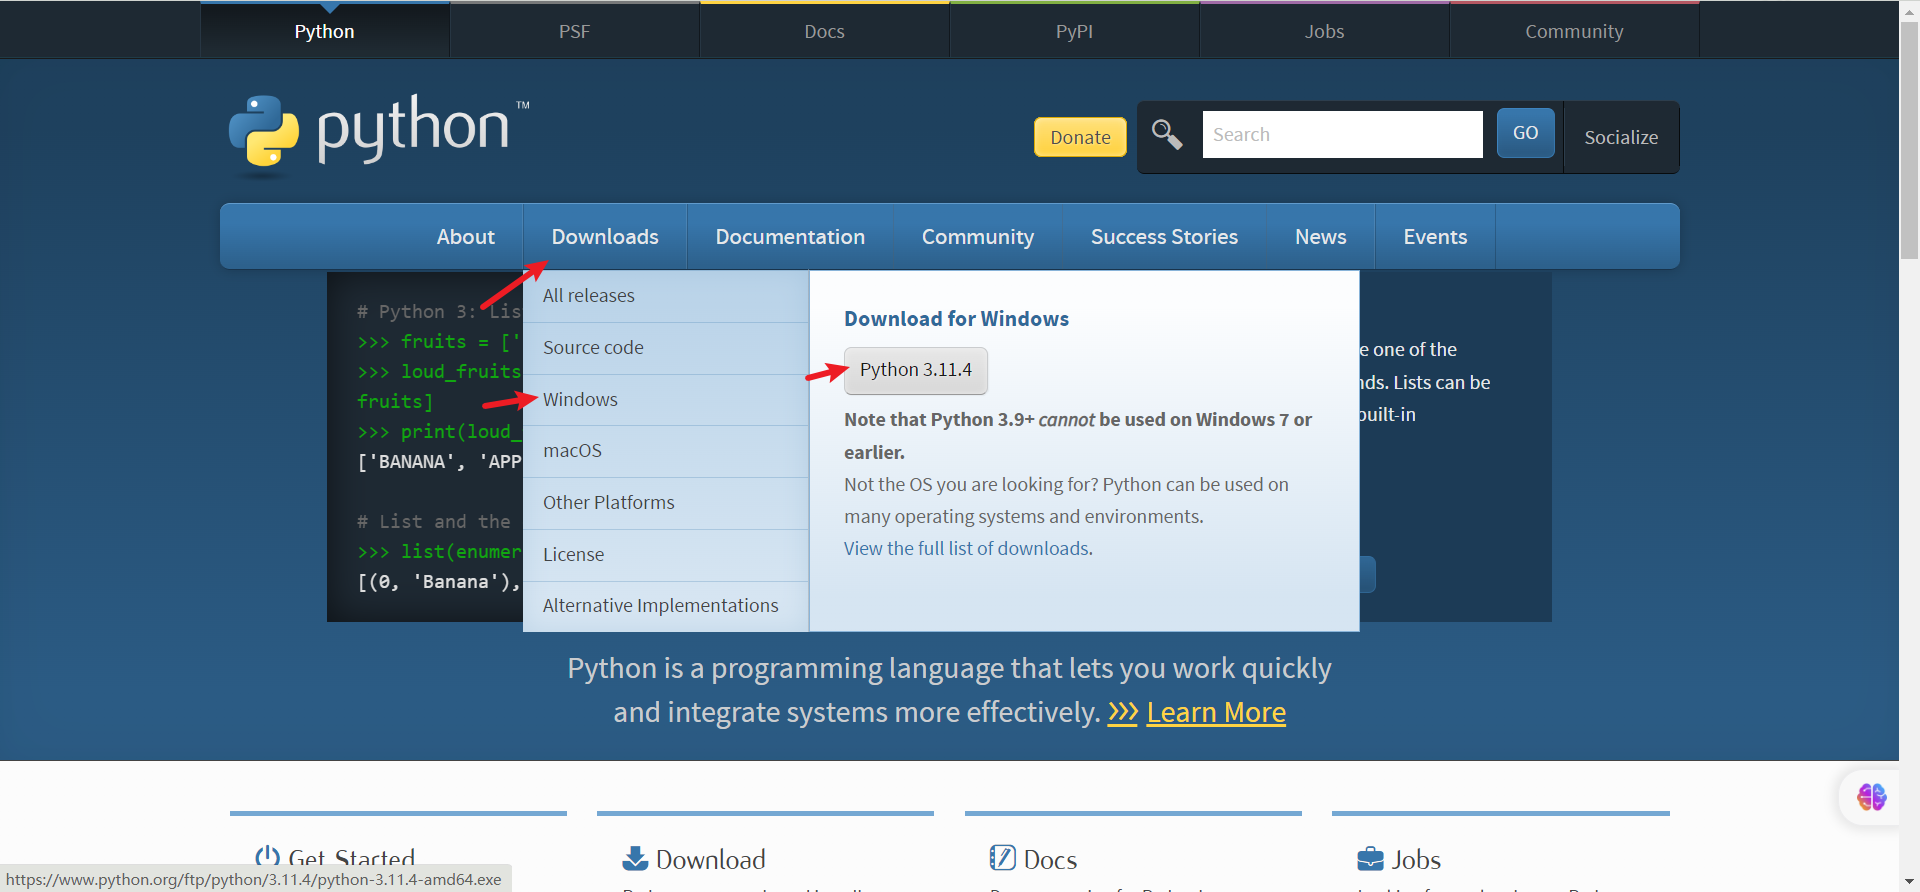 Python
PSF
Docs
PyPI
Jobs
Community
python™
Donate
Search
GO
Socialize
About
Downloads
Documentation
Community
Success Stories
News
Events
# Python 3: Lis
>>> fruits = ['
>>> loud_fruits
fruits]
>>> print(loud_
['BANANA', 'APP
# List and the
>>> list(enumer
[(0, 'Banana'),
All releases
Source code
Windows
macOS
Other Platforms
License
Alternative Implementations
Download for Windows
Python 3.11.4
Note that Python 3.9+ cannot be used on Windows 7 or
earlier.
Not the OS you are looking for? Python can be used on
many operating systems and environments.
View the full list of downloads.
e one of the
nds. Lists can be
built-in
Python is a programming language that lets you work quickly
and integrate systems more effectively. >>> Learn More
Get Started
Download
Docs
Jobs
https://www.python.org/ftp/python/3.11.4/python-3.11.4-amd64.exe